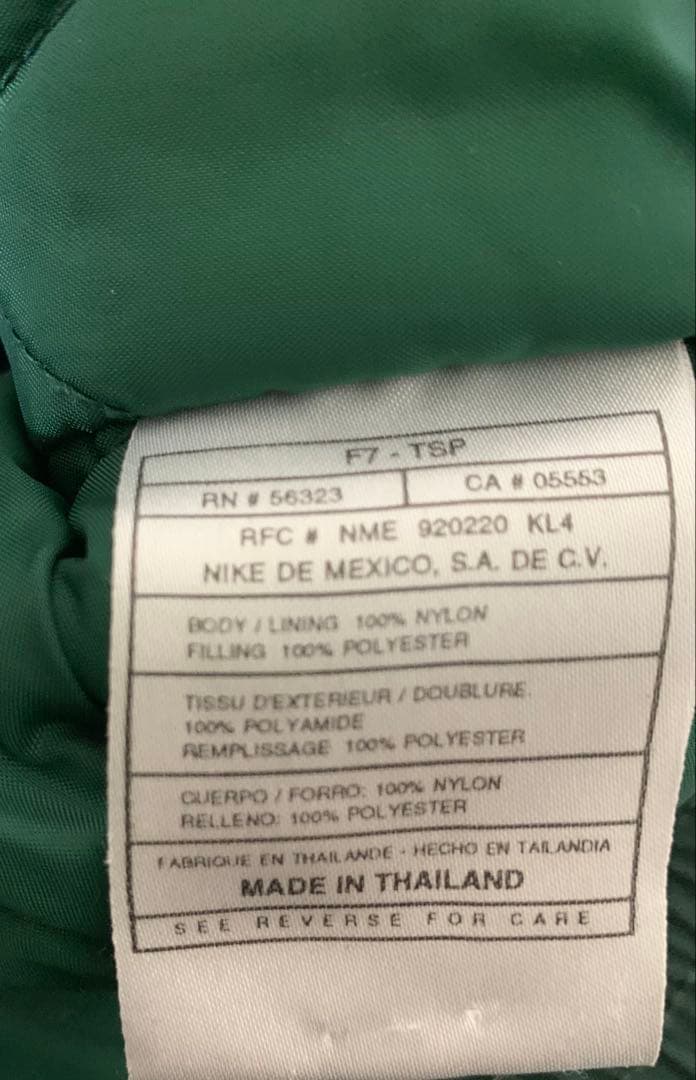 F7 - TSP
RN # 56323
CA # 05553
RFC # NME 920220 KL4
NIKE DE MEXICO, S.A. DE C.V.
BODY / LINING 100% NYLON
FILLING 100% POLYESTER
TISSU D'EXTERIEUR / DOUBLURE.
100% POLYAMIDE
REMPLISSAGE 100% POLYESTER
CUERPO / FORRO: 100% NYLON
RELLENO: 100% POLYESTER
FABRIQUE EN THAILANDE - HECHO EN TAILANDIA
MADE IN THAILAND
SEE REVERSE FOR CARE